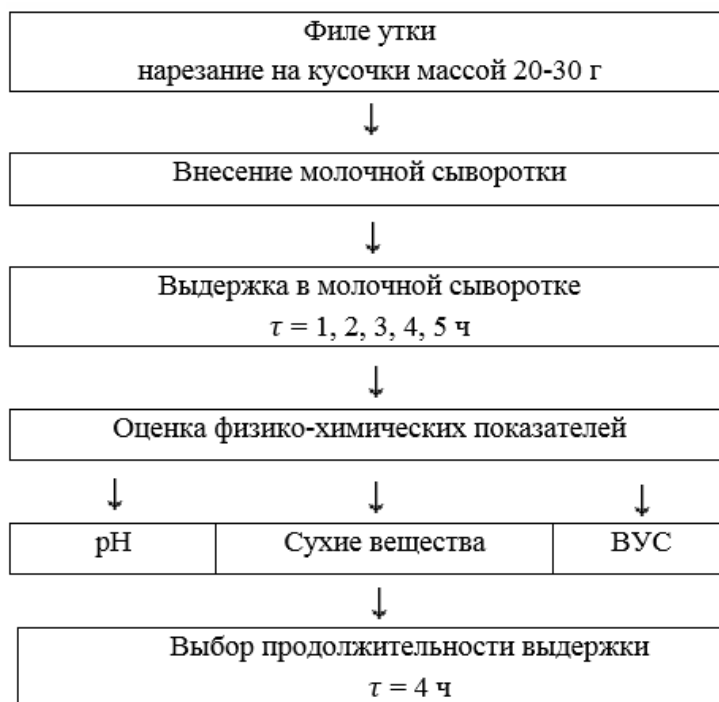 Филе утки
нарезание на кусочки массой 20-30 г
↓
Внесение молочной сыворотки
↓
Выдержка в молочной сыворотке
τ = 1, 2, 3, 4, 5 ч
↓
Оценка физико-химических показателей
↓ ↓ ↓
pH Сухие вещества ВУС
↓
Выбор продолжительности выдержки
τ = 4 ч